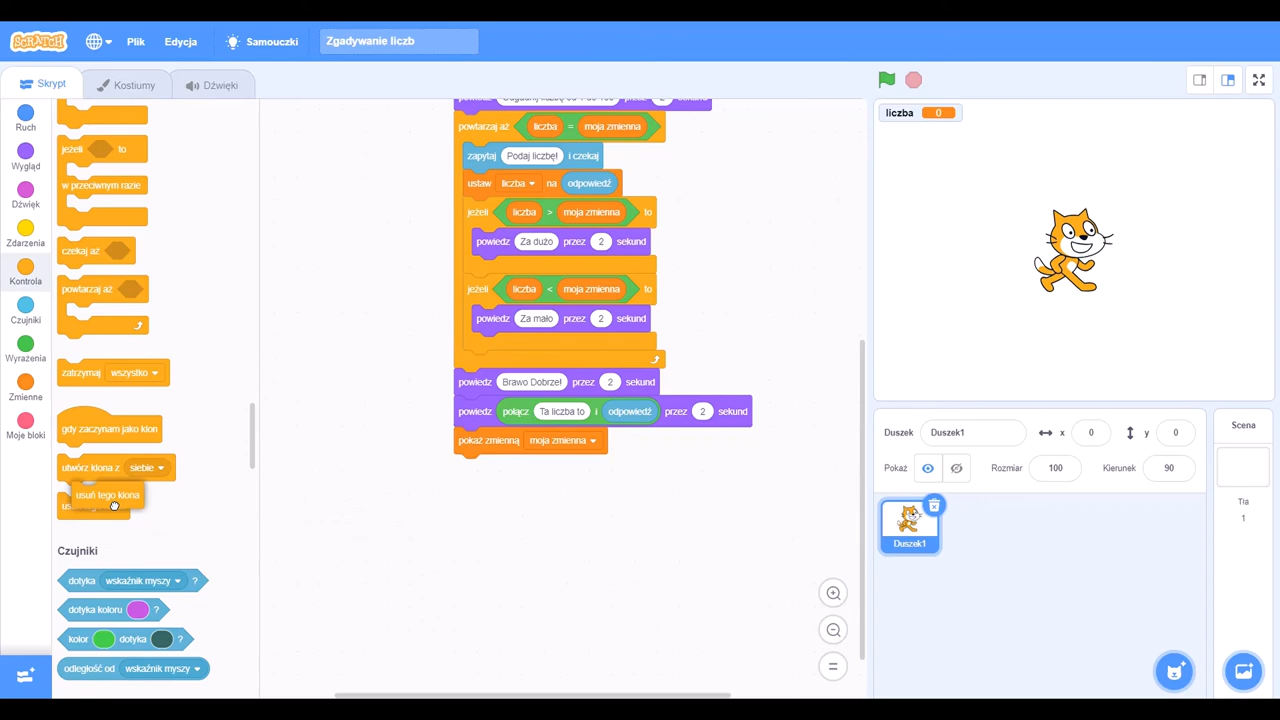 SCRATCH Plik Edycja Samouczki Zgadywanie liczb
Skrypt Kostiumy Dźwięki
Ruch
Wygląd
Dźwięk
Zdarzenia
Kontrola
Czujniki
Wyrażenia
Zmienne
Moje bloki
jeżeli to
w przeciwnym razie
czekaj aż
powtarzaj aż
zatrzymaj wszystko
gdy zaczynam jako klon
utwórz klona z siebie
usuń tego klona
Czujniki
dotyka wskaźnik myszy ?
dotyka koloru ?
kolor dotyka ?
odległość od wskaźnik myszy
powtarzaj aż liczba = moja zmienna
zapytaj Podaj liczbę! i czekaj
ustaw liczba na odpowiedź
jeżeli liczba > moja zmienna to
powiedz Za dużo przez 2 sekund
jeżeli liczba < moja zmienna to
powiedz Za mało przez 2 sekund
powiedz Brawo Dobrze! przez 2 sekund
powiedz połącz Ta liczba to i odpowiedź przez 2 sekund
pokaż zmienną moja zmienna
liczba 0
Duszek Duszek1 x 0 y 0
Pokaż Rozmiar 100 Kierunek 90
Duszek1
Scena
Tła
1